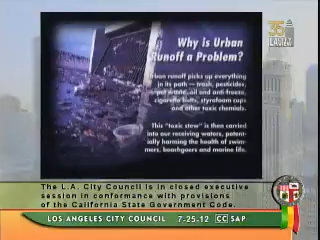 35
LA CITYVIEW
Why is Urban
Runoff a Problem?
Urban runoff picks up everything
in its path — trash, pesticides,
pet waste, oil and anti-freeze,
cigarette butts, styrofoam cups
and other toxic chemicals.
This "toxic stew" is then carried
into our receiving waters, potent-
ially harming the health of swim-
mers, beachgoers and marine life.
The L.A. City Council is in closed executive
session in conformance with provisions
of the California State Government Code.
LOS ANGELES CITY COUNCIL 7-25-12 CC SAP